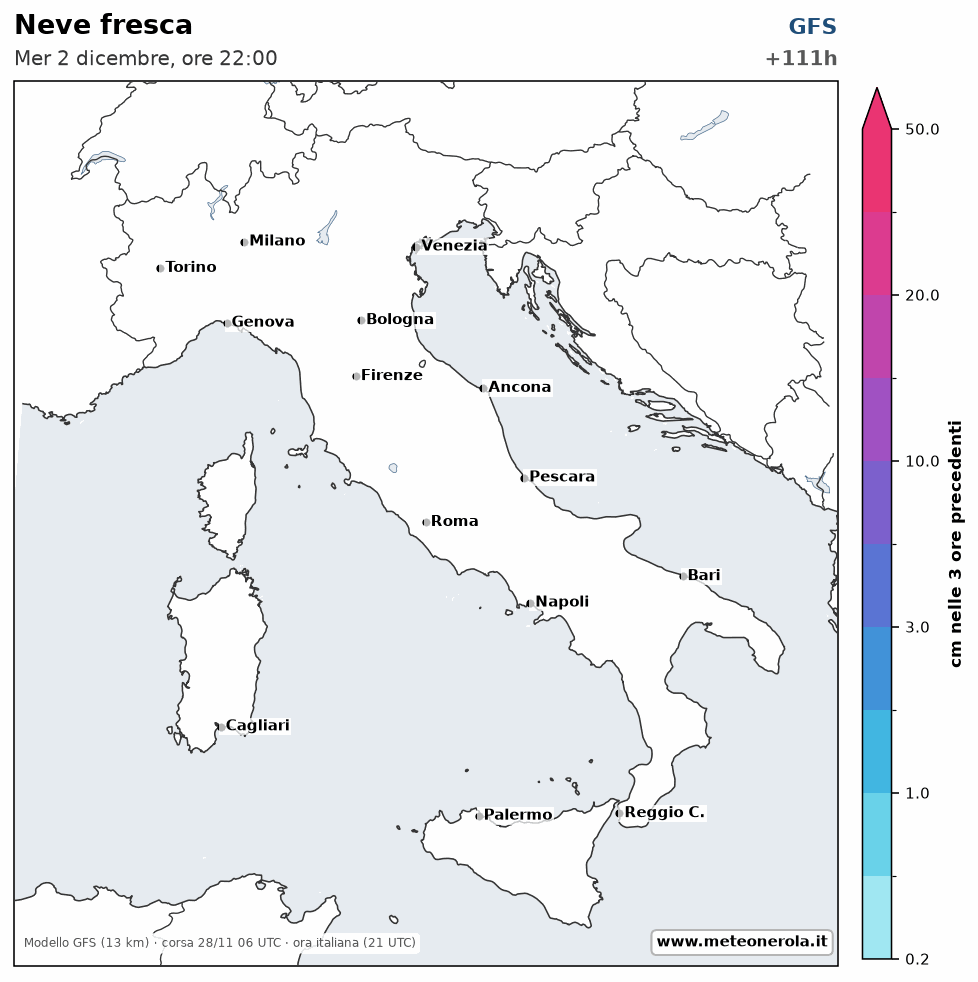 Neve fresca
GFS
Mer 2 dicembre, ore 22:00
+111h
50.0
20.0
10.0
3.0
1.0
0.2
cm nelle 3 ore precedenti
Milano
Venezia
Torino
Genova
Bologna
Firenze
Ancona
Pescara
Roma
Bari
Napoli
Cagliari
Palermo
Reggio C.
Modello GFS (13 km) · corsa 28/11 06 UTC · ora italiana (21 UTC)
www.meteonerola.it